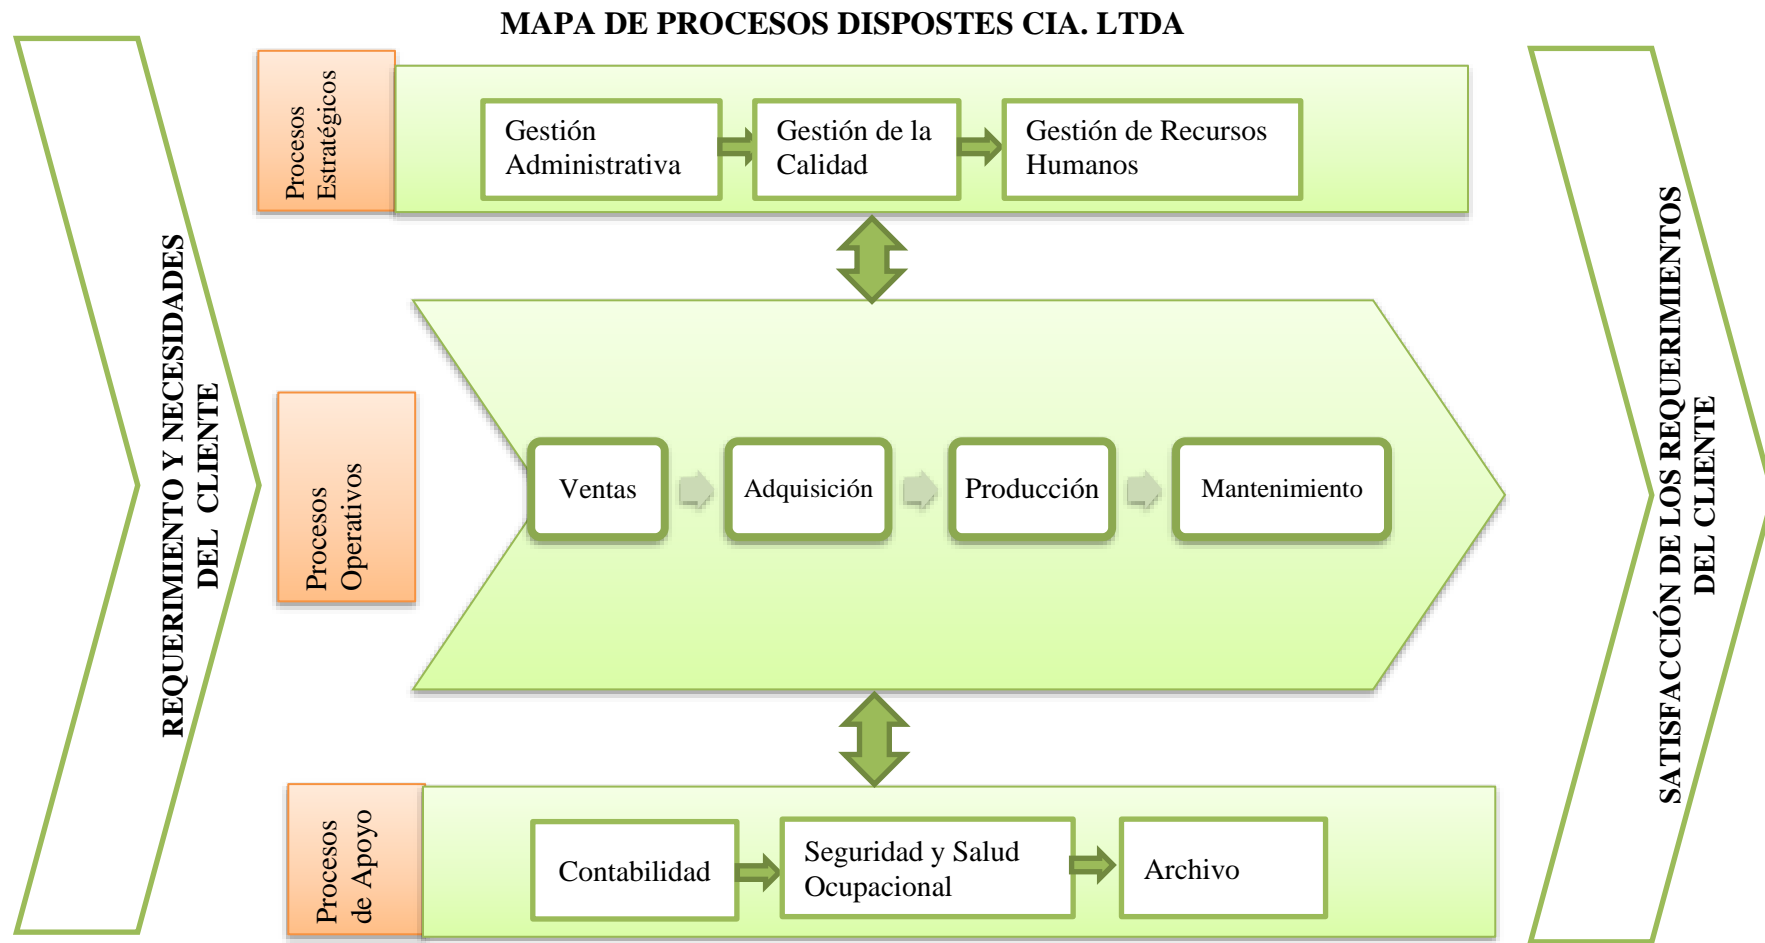 MAPA DE PROCESOS DISPOSTES CIA. LTDA
REQUERIMIENTO Y NECESIDADES
DEL CLIENTE
Procesos
Estratégicos
Gestión
Administrativa
Gestión de la
Calidad
Gestión de Recursos
Humanos
Procesos
Operativos
Ventas
Adquisición
Producción
Mantenimiento
Procesos
de Apoyo
Contabilidad
Seguridad y Salud
Ocupacional
Archivo
SATISFACCIÓN DE LOS REQUERIMIENTOS
DEL CLIENTE